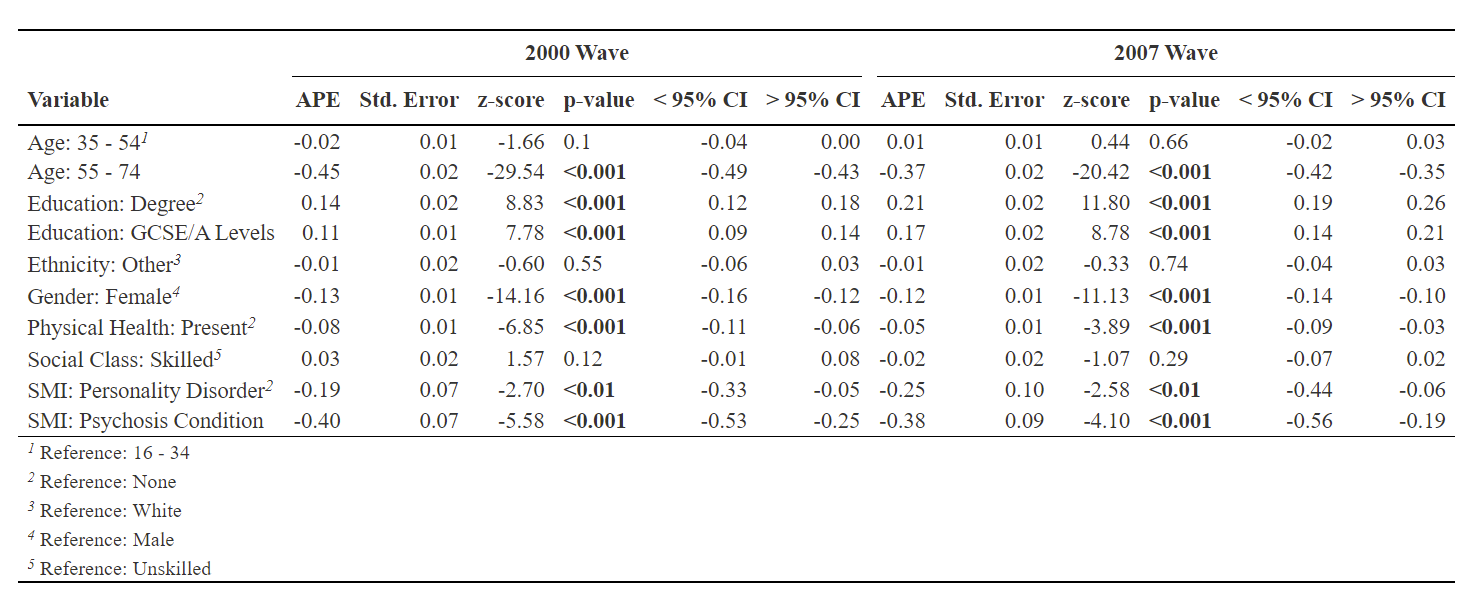 2000 Wave 2007 Wave
Variable APE Std. Error z-score p-value < 95% CI > 95% CI APE Std. Error z-score p-value < 95% CI > 95% CI
Age: 35 - 54¹ -0.02 0.01 -1.66 0.1 -0.04 0.00 0.01 0.01 0.44 0.66 -0.02 0.03
Age: 55 - 74 -0.45 0.02 -29.54 <0.001 -0.49 -0.43 -0.37 0.02 -20.42 <0.001 -0.42 -0.35
Education: Degree² 0.14 0.02 8.83 <0.001 0.12 0.18 0.21 0.02 11.80 <0.001 0.19 0.26
Education: GCSE/A Levels 0.11 0.01 7.78 <0.001 0.09 0.14 0.17 0.02 8.78 <0.001 0.14 0.21
Ethnicity: Other³ -0.01 0.02 -0.60 0.55 -0.06 0.03 -0.01 0.02 -0.33 0.74 -0.04 0.03
Gender: Female⁴ -0.13 0.01 -14.16 <0.001 -0.16 -0.12 -0.12 0.01 -11.13 <0.001 -0.14 -0.10
Physical Health: Present² -0.08 0.01 -6.85 <0.001 -0.11 -0.06 -0.05 0.01 -3.89 <0.001 -0.09 -0.03
Social Class: Skilled⁵ 0.03 0.02 1.57 0.12 -0.01 0.08 -0.02 0.02 -1.07 0.29 -0.07 0.02
SMI: Personality Disorder² -0.19 0.07 -2.70 <0.01 -0.33 -0.05 -0.25 0.10 -2.58 <0.01 -0.44 -0.06
SMI: Psychosis Condition -0.40 0.07 -5.58 <0.001 -0.53 -0.25 -0.38 0.09 -4.10 <0.001 -0.56 -0.19
¹ Reference: 16 - 34
² Reference: None
³ Reference: White
⁴ Reference: Male
⁵ Reference: Unskilled